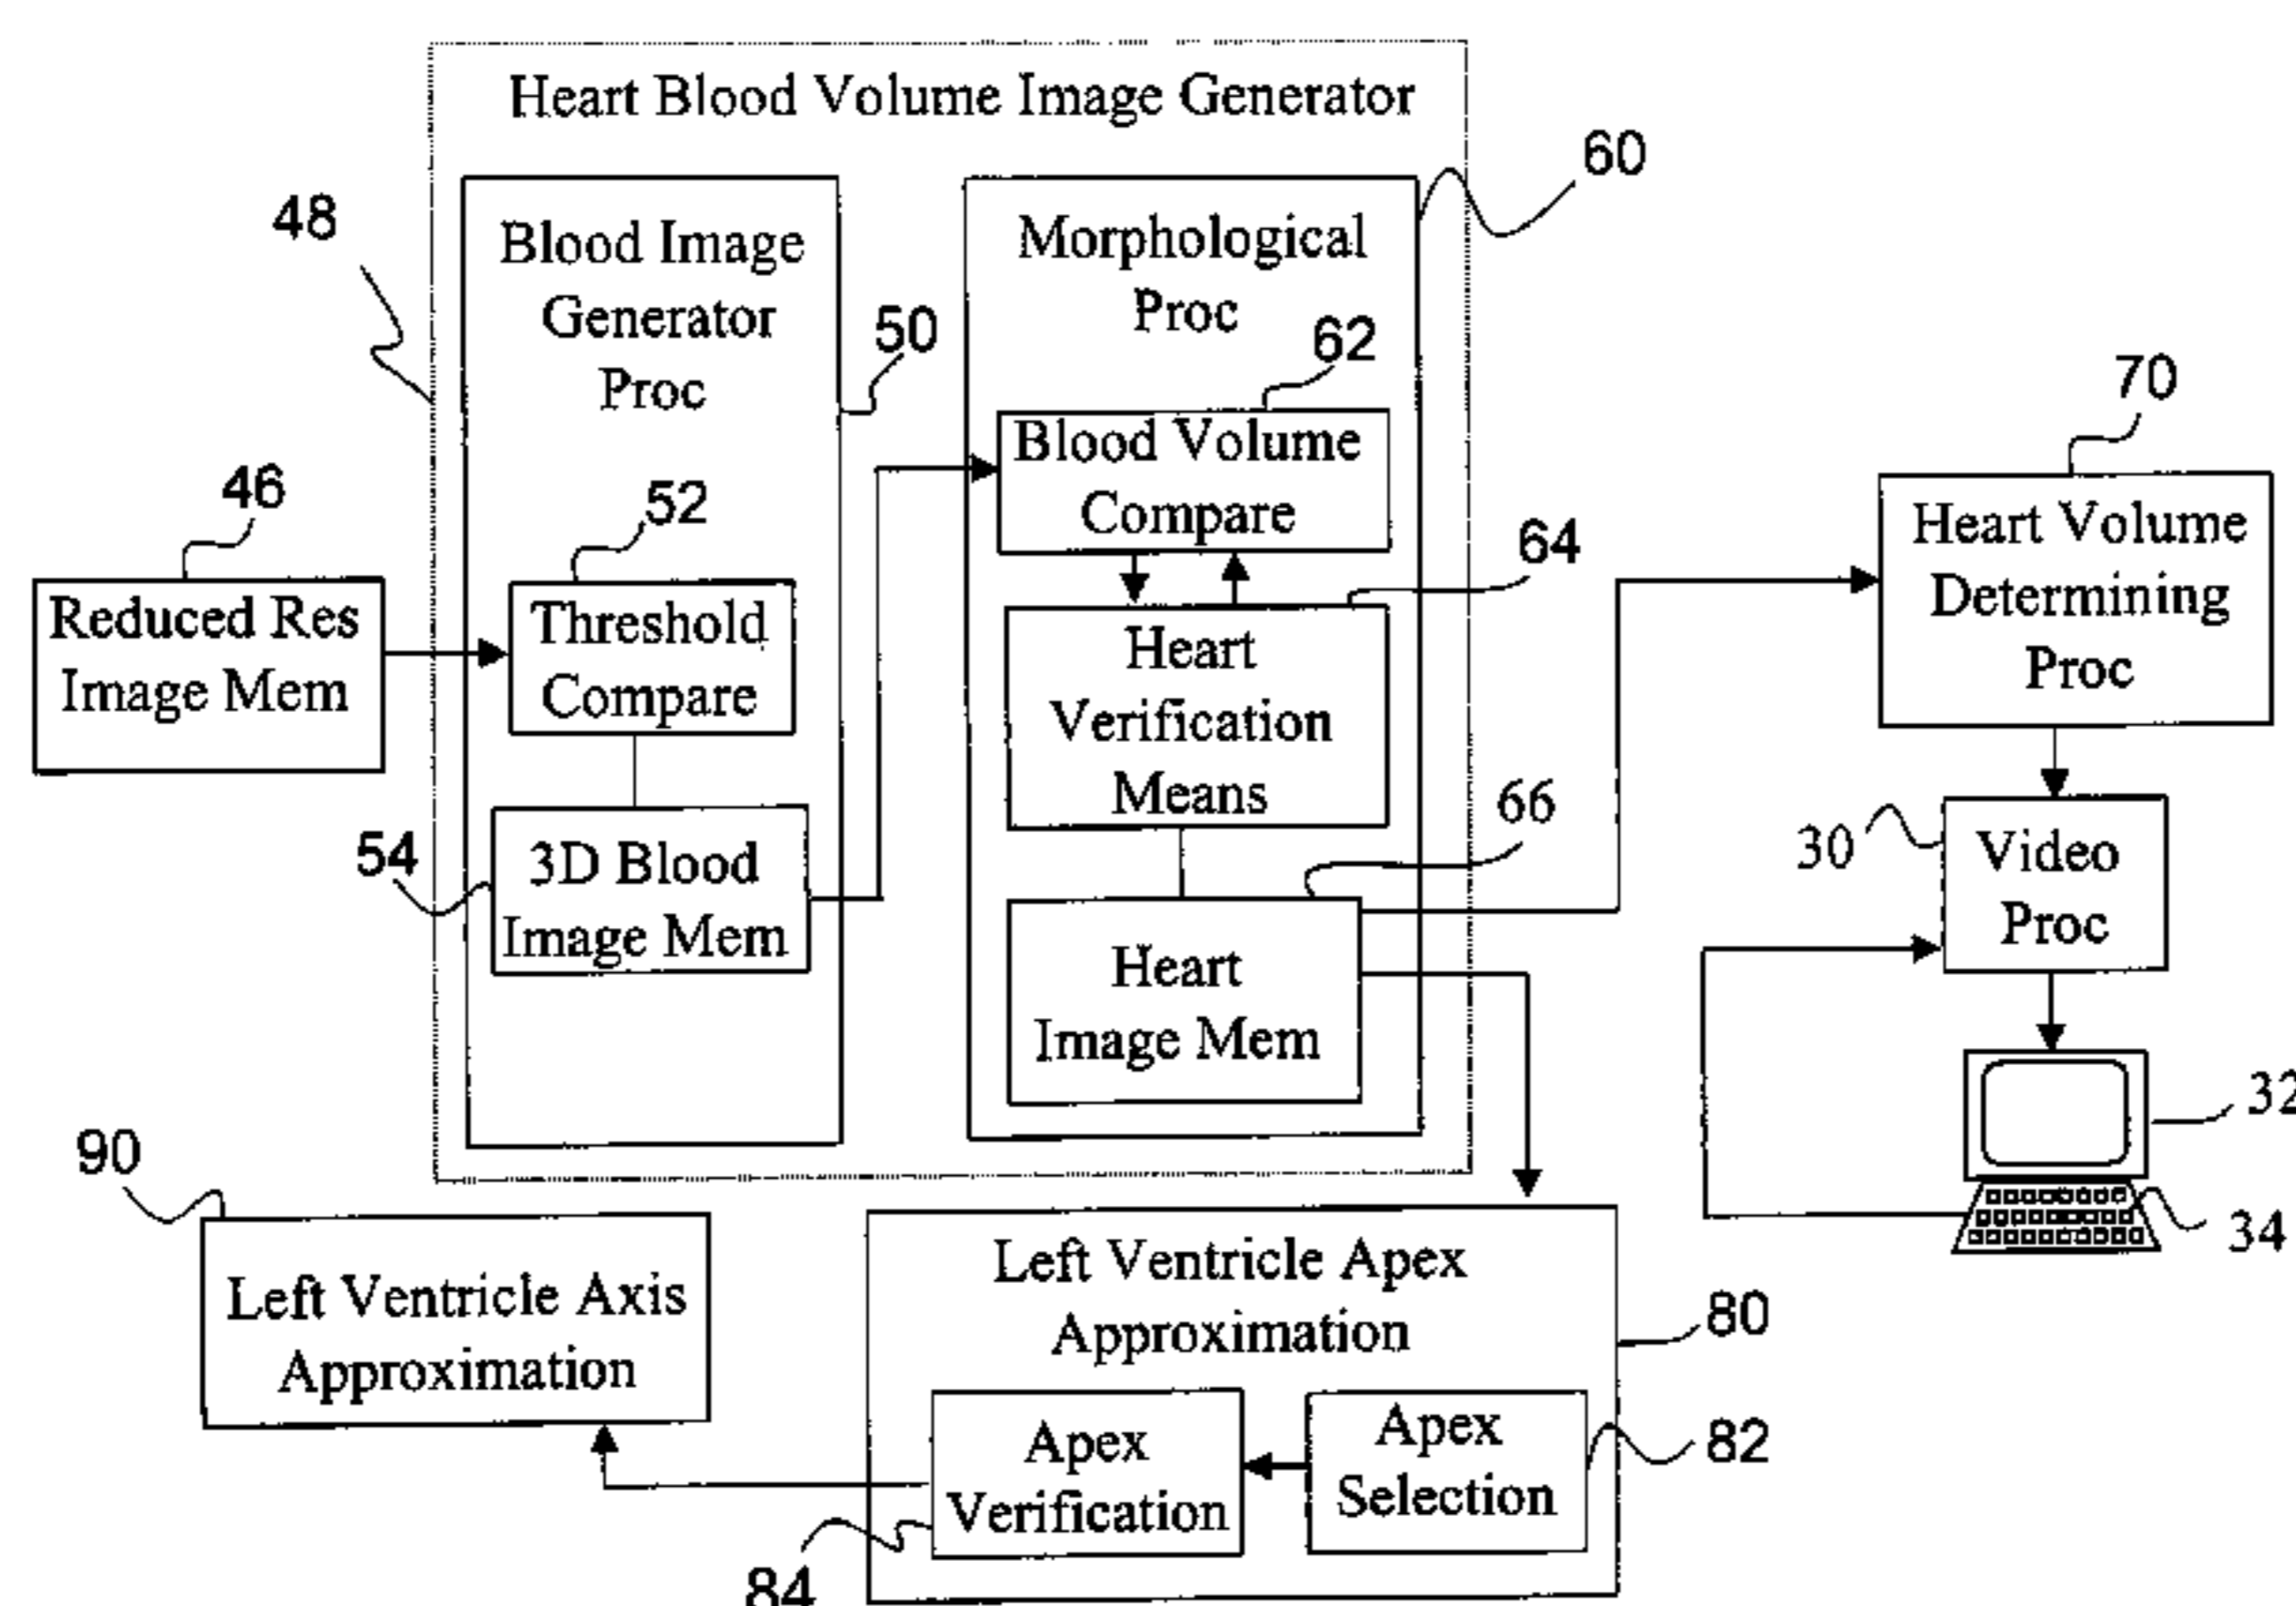 Heart Blood Volume Image Generator
60
48
Blood Image
Generator
Proc
50
Morphological
Proc
62
Blood Volume
Compare
70
Heart Volume
Determining
Proc
46
Reduced Res
Image Mem
52
Threshold
Compare
64
Heart
Verification
Means
54
3D Blood
Image Mem
66
Heart
Image Mem
30
Video
Proc
32
34
90
Left Ventricle Axis
Approximation
Left Ventricle Apex
Approximation
80
Apex
Verification
Apex
Selection
82
84